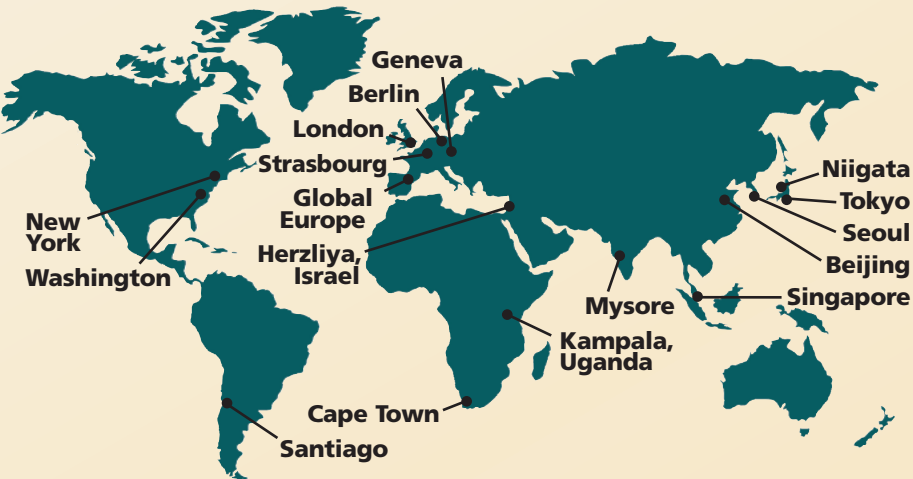 Geneva
Berlin
London
Strasbourg
Global
Europe
Herzliya,
Israel
New
York
Washington
Niigata
Tokyo
Seoul
Beijing
Singapore
Mysore
Kampala,
Uganda
Cape Town
Santiago